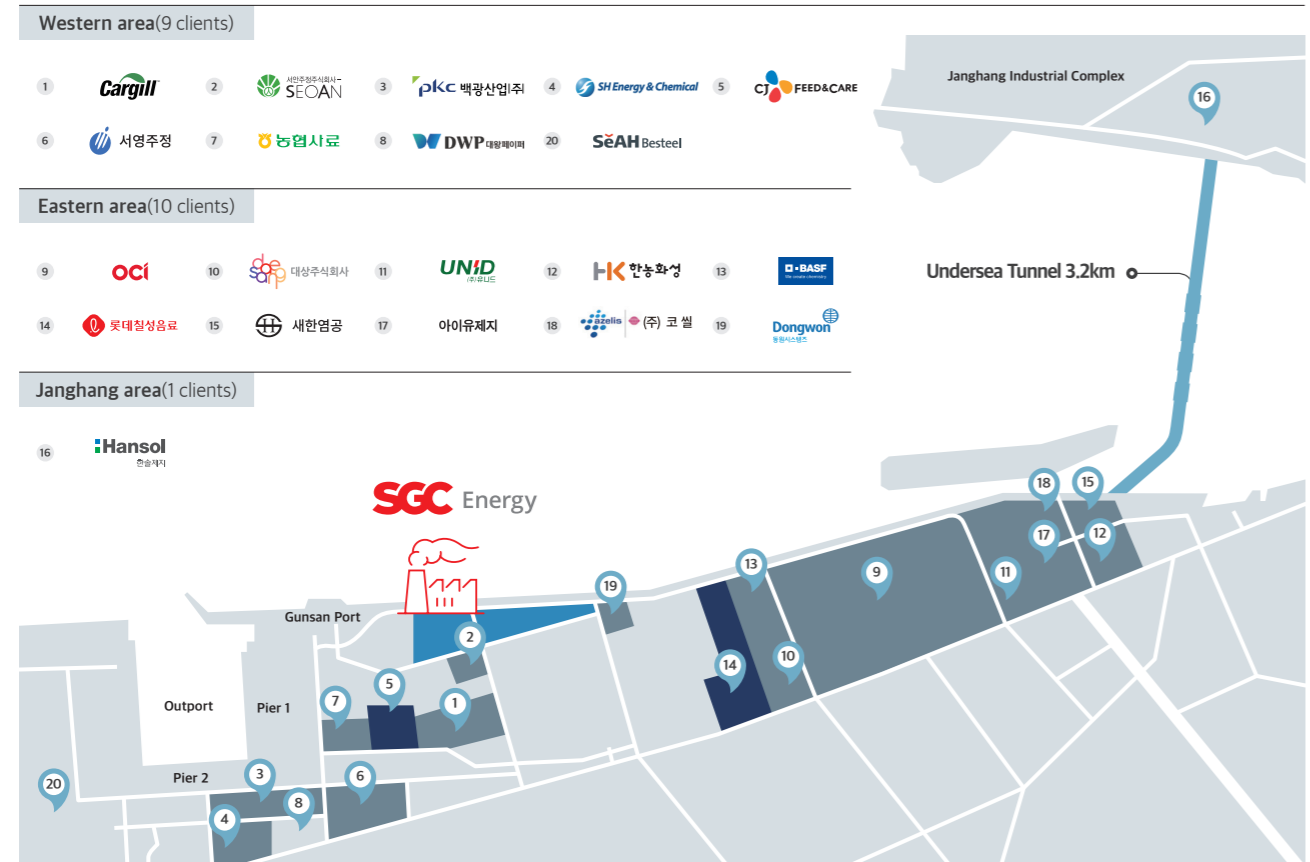 Western area(9 clients)
1 Cargill 2 서안주정주식회사 SEOAN 3 pkc 백광산업(주) 4 SH Energy & Chemical 5 CJ FEED&CARE
6 서영주정 7 농협사료 8 DWP 대왕페이퍼 20 SeAH Besteel
Eastern area(10 clients)
9 OCI 10 daesang 대상주식회사 11 UNID (주)유니드 12 HK 한농화성 13 BASF We create chemistry
14 롯데칠성음료 15 새한염공 17 아이유제지 18 azelis (주) 코씰 19 Dongwon 동원시스템즈
Janghang area(1 clients)
16 Hansol 한솔제지
Janghang Industrial Complex
16
Undersea Tunnel 3.2km
SGC Energy
18 15
17 12
13 9 11
19
Gunsan Port
2
14 10
5
7 1
Outport Pier 1
Pier 2
3 6
20
8
4